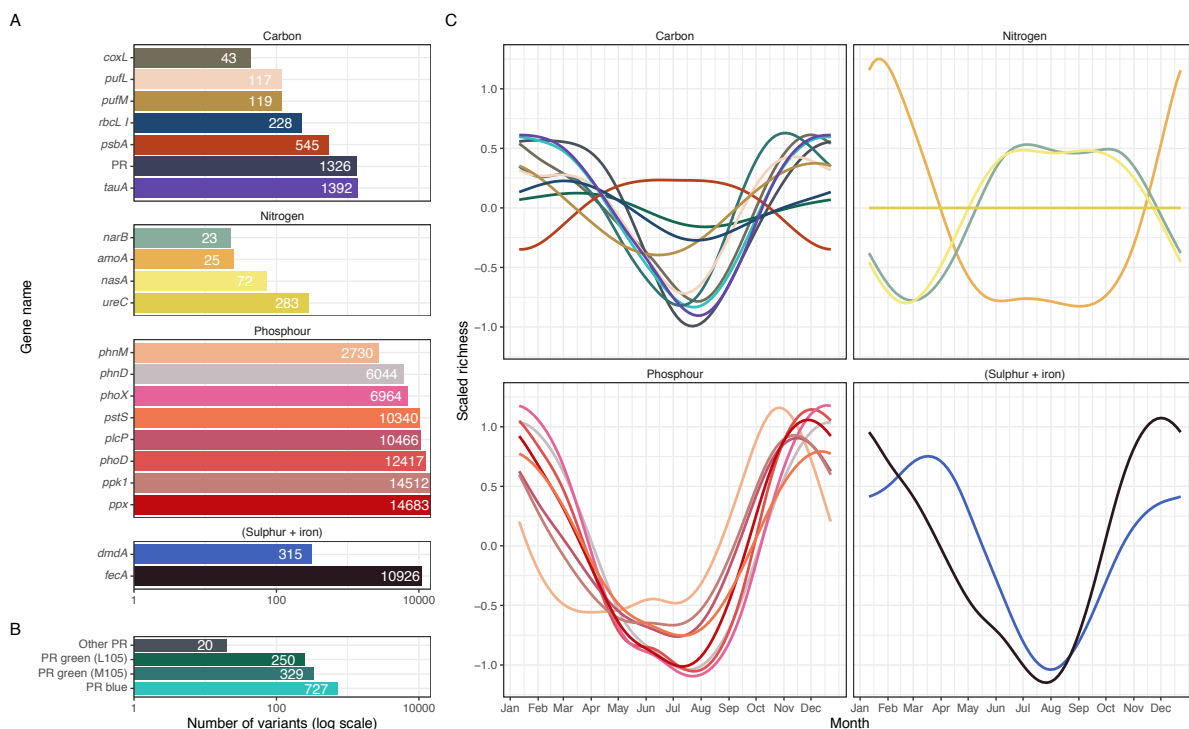 A
Carbon
coxL 43
pufL 117
pufM 119
rbcL I 228
psbA 545
PR 1326
tauA 1392
Nitrogen
narB 23
amoA 25
nasA 72
ureC 283
Phosphour
phnM 2730
phnD 6044
phoX 6964
pstS 10340
plcP 10466
phoD 12417
ppk1 14512
ppx 14683
(Sulphur + iron)
dmdA 315
fecA 10926
1 100 10000
Gene name
B
Other PR 20
PR green (L105) 250
PR green (M105) 329
PR blue 727
1 100 10000
Number of variants (log scale)
C
Carbon
Nitrogen
1.0
0.5
0.0
−0.5
−1.0
Scaled richness
Phosphour
(Sulphur + iron)
1.0
0.5
0.0
−0.5
−1.0
Jan Feb Mar Apr May Jun Jul Aug Sep Oct Nov Dec
Jan Feb Mar Apr May Jun Jul Aug Sep Oct Nov Dec
Month